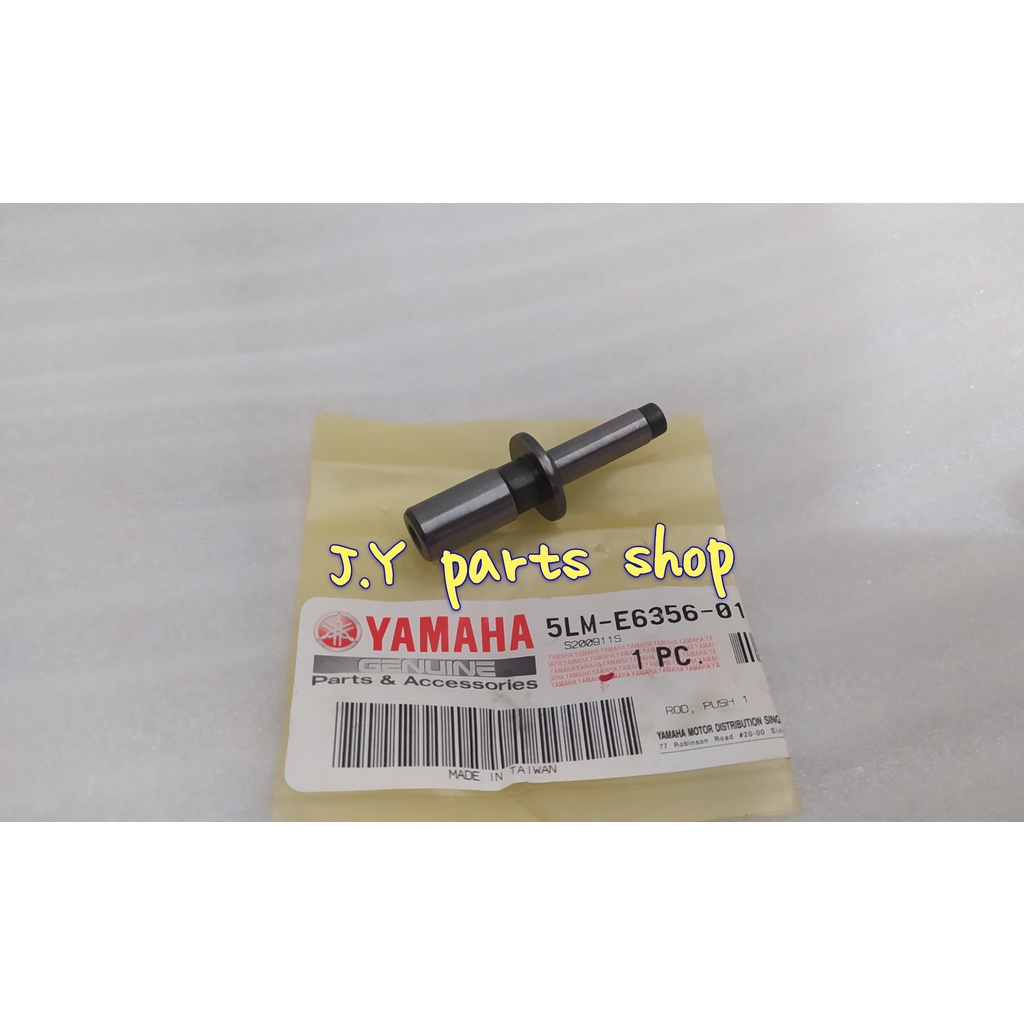 J.Y parts shop
YAMAHA
GENUINE
Parts & Accessories
5LM-E6356-01
S200911S
1 PC.
ROD, PUSH 1
YAMAHA MOTOR DISTRIBUTION SING
77 Robinson Road #20-00 Sin
MADE IN TAIWAN